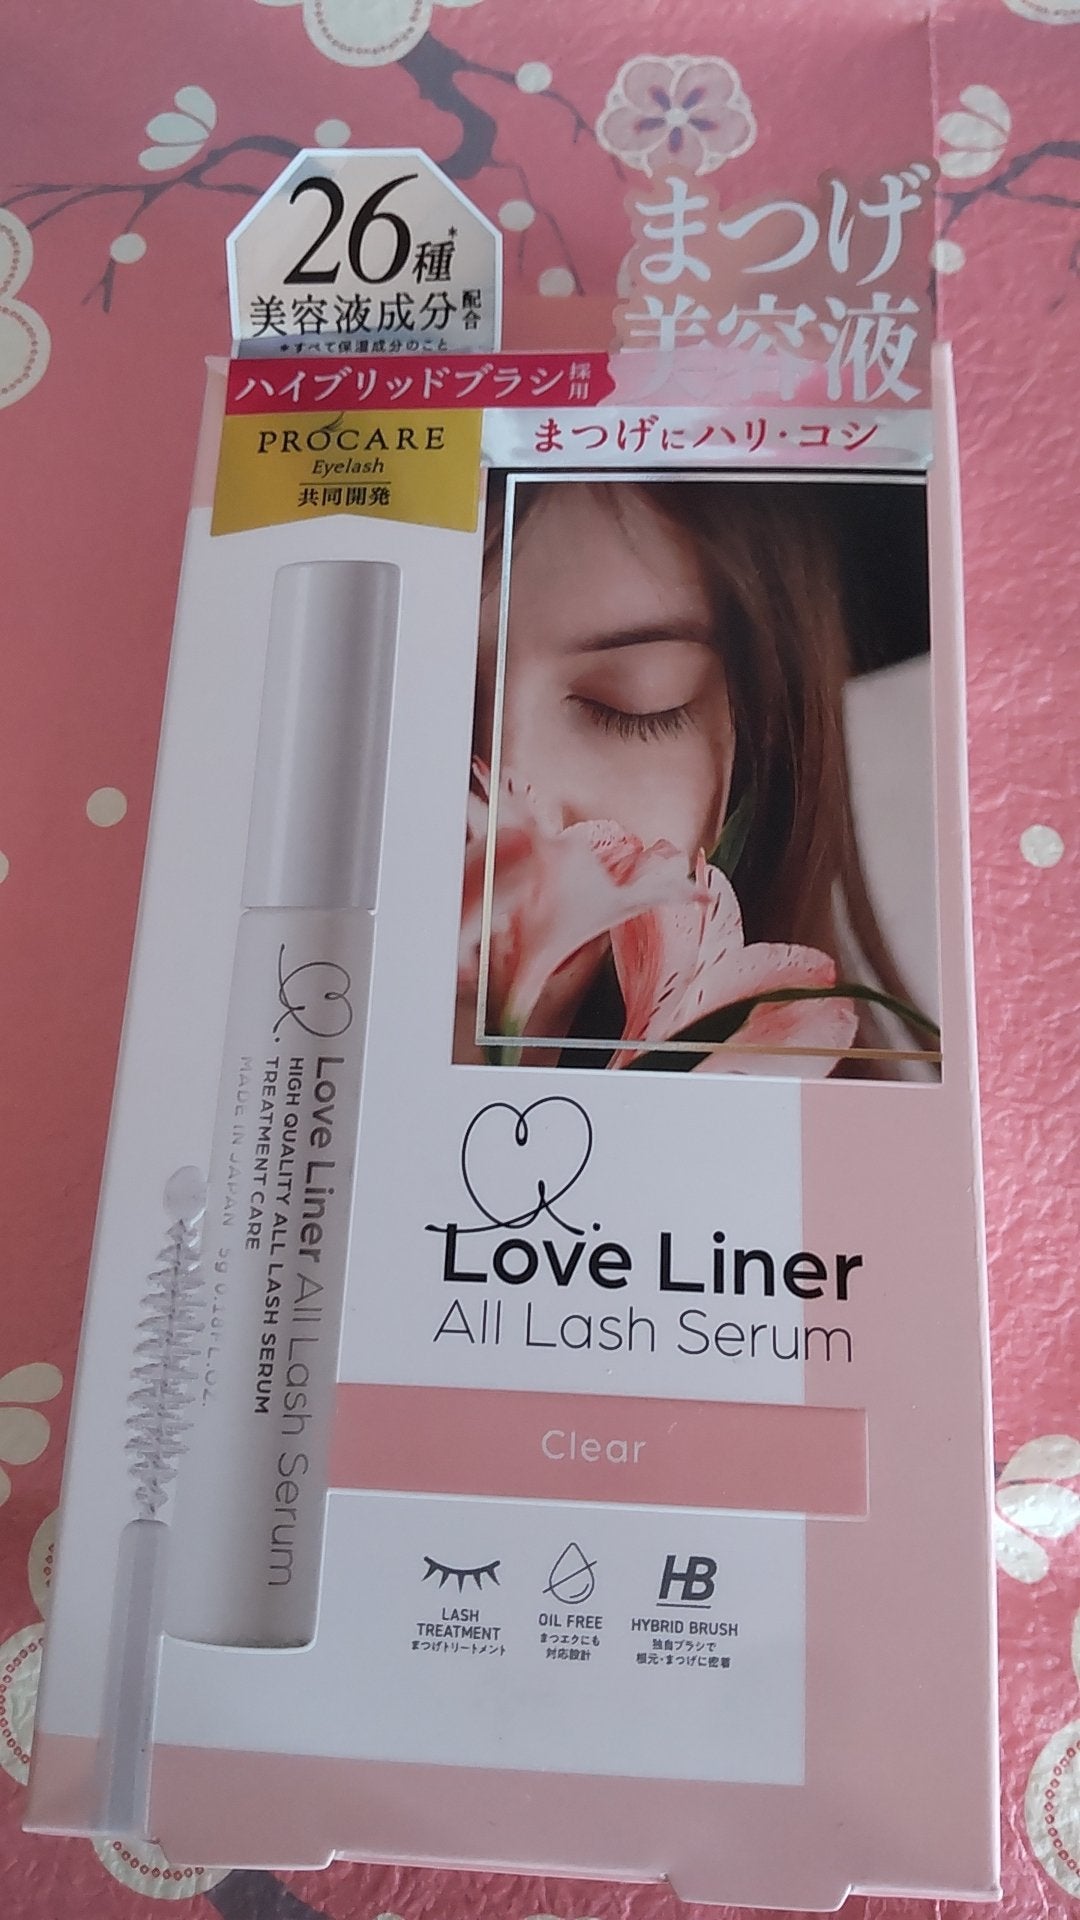 26種*
美容液成分配合
*すべて保湿成分のこと
まつげ
美容液
ハイブリッドブラシ採用
まつげにハリ・コシ
PROCARE
Eyelash
共同開発
Love Liner All Lash Serum
HIGH QUALITY ALL LASH SERUM
TREATMENT CARE
MADE IN JAPAN 5g 0.18FL.OZ.
Love Liner
All Lash Serum
Clear
LASH
TREATMENT
まつげトリートメント
OIL FREE
まつエクにも
対応設計
HB
HYBRID BRUSH
独自ブラシで
根元・まつげに密着